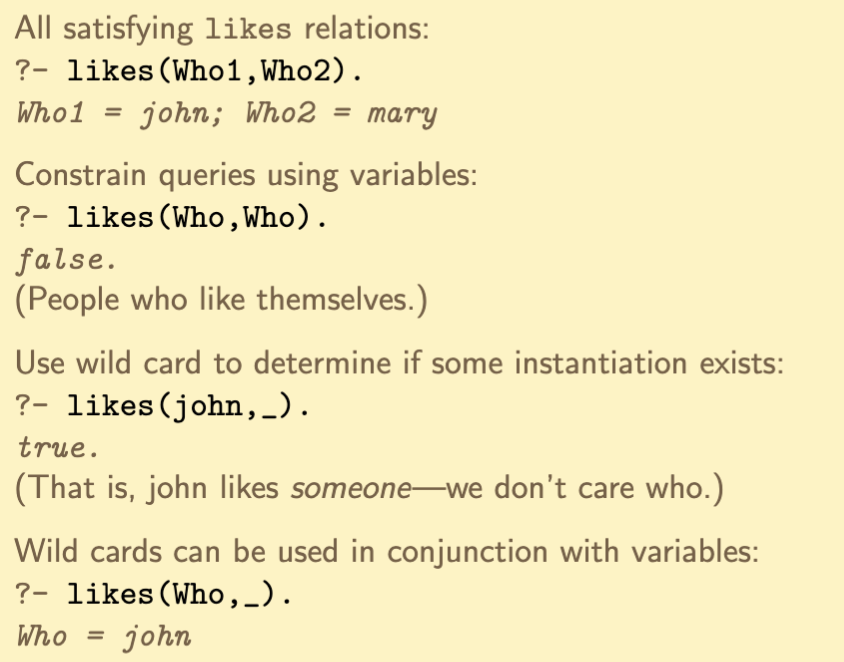 All satisfying likes relations:
?- likes(Who1,Who2).
Who1 = john; Who2 = mary
Constrain queries using variables:
?- likes(Who,Who).
false.
(People who like themselves.)
Use wild card to determine if some instantiation exists:
?- likes(john,_).
true.
(That is, john likes someone—we don't care who.)
Wild cards can be used in conjunction with variables:
?- likes(Who,_).
Who = john